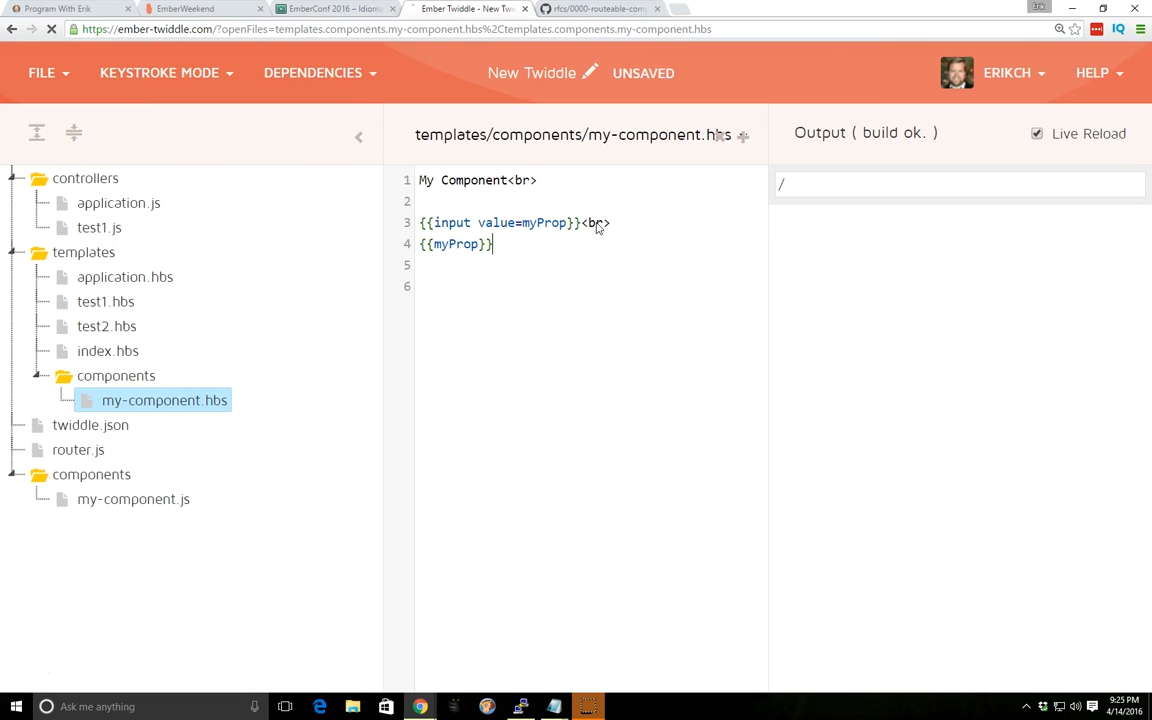 Program With Erik
EmberWeekend
EmberConf 2016 – Idiom
Ember Twiddle - New Tw
rfcs/0000-routeable-com
Erik
https://ember-twiddle.com/?openFiles=templates.components.my-component.hbs%2Ctemplates.components.my-component.hbs
IQ
FILE
KEYSTROKE MODE
DEPENDENCIES
New Twiddle
UNSAVED
ERIKCH
HELP
templates/components/my-component.hbs
Output ( build ok. )
Live Reload
controllers
application.js
test1.js
templates
application.hbs
test1.hbs
test2.hbs
index.hbs
components
my-component.hbs
twiddle.json
router.js
components
my-component.js
1 My Component<br>
2
3 {{input value=myProp}}<br>
4 {{myProp}}
5
6
/
Ask me anything
9:25 PM
4/14/2016